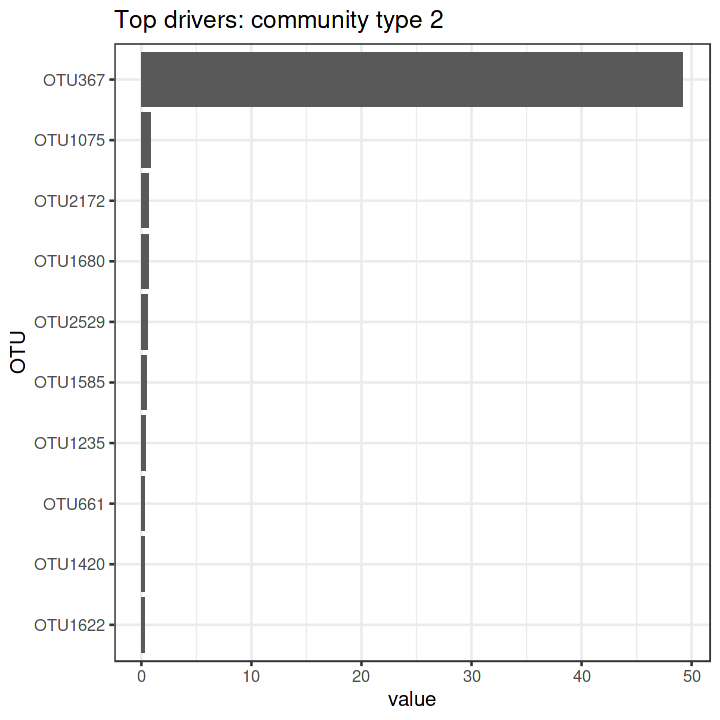 Top drivers: community type 2
OTU367
OTU1075
OTU2172
OTU1680
OTU2529
OTU1585
OTU1235
OTU661
OTU1420
OTU1622
OTU
0 10 20 30 40 50
value